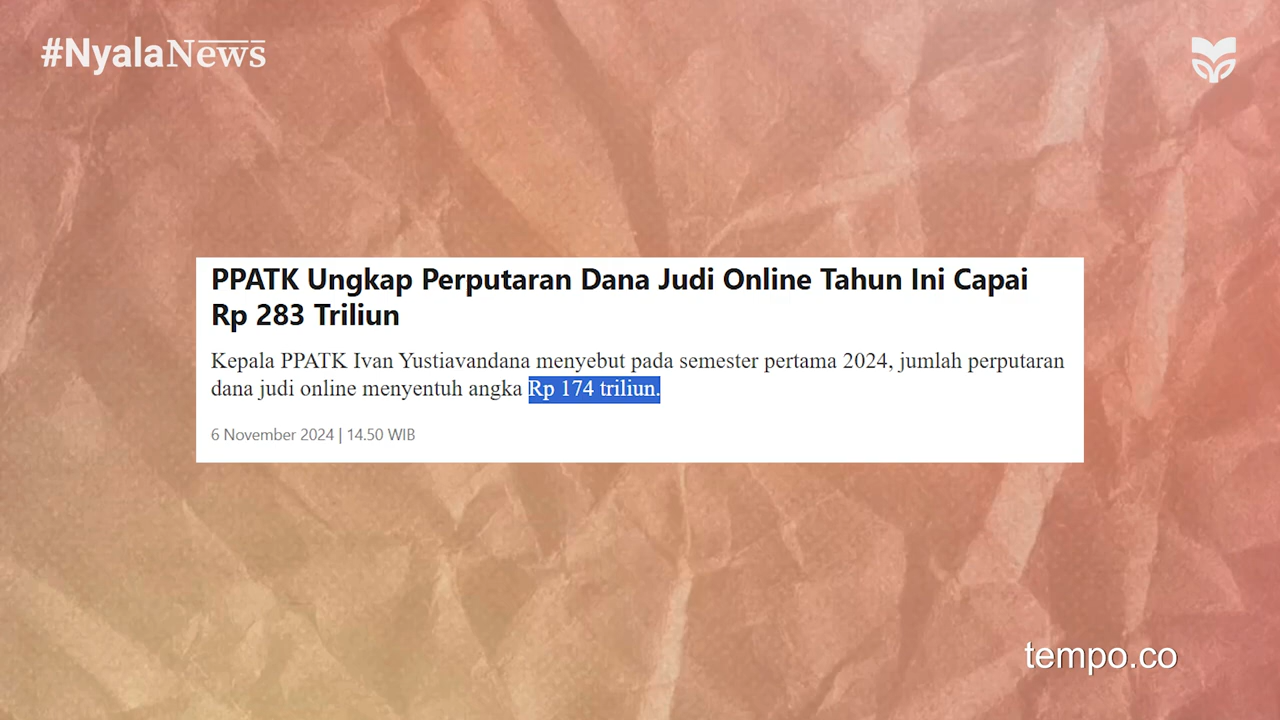 #NyalaNews
PPATK Ungkap Perputaran Dana Judi Online Tahun Ini Capai
Rp 283 Triliun
Kepala PPATK Ivan Yustiavandana menyebut pada semester pertama 2024, jumlah perputaran
dana judi online menyentuh angka Rp 174 triliun.
6 November 2024 | 14.50 WIB
tempo.co